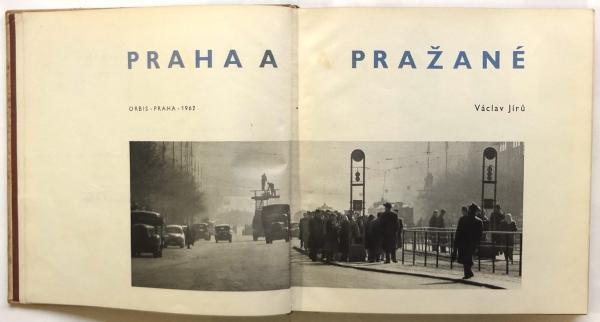 PRAHA A PRAŽANÉ
ORBIS - PRAHA - 1962
Václav Jírů